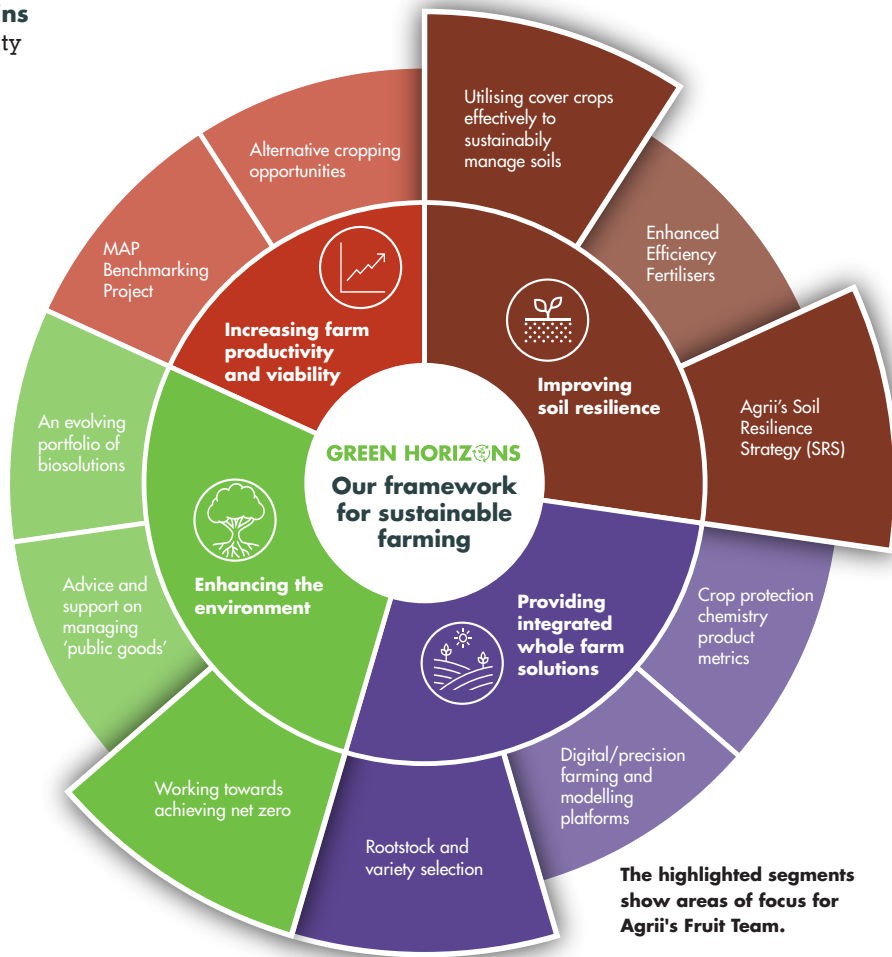 ns
ty
Utilising cover crops
effectively to
sustainabily
manage soils
Alternative cropping
opportunities
Enhanced
Efficiency
Fertilisers
MAP
Benchmarking
Project
Increasing farm
productivity
and viability
Improving
soil resilience
Agrii's Soil
Resilience
Strategy (SRS)
An evolving
portfolio of
biosolutions
GREEN HORIZONS
Our framework
for sustainable
farming
Enhancing the
environment
Providing
integrated
whole farm
solutions
Advice and
support on
managing
‘public goods’
Crop protection
chemistry
product
metrics
Digital/precision
farming and
modelling
platforms
Working towards
achieving net zero
Rootstock and
variety selection
The highlighted segments
show areas of focus for
Agrii's Fruit Team.